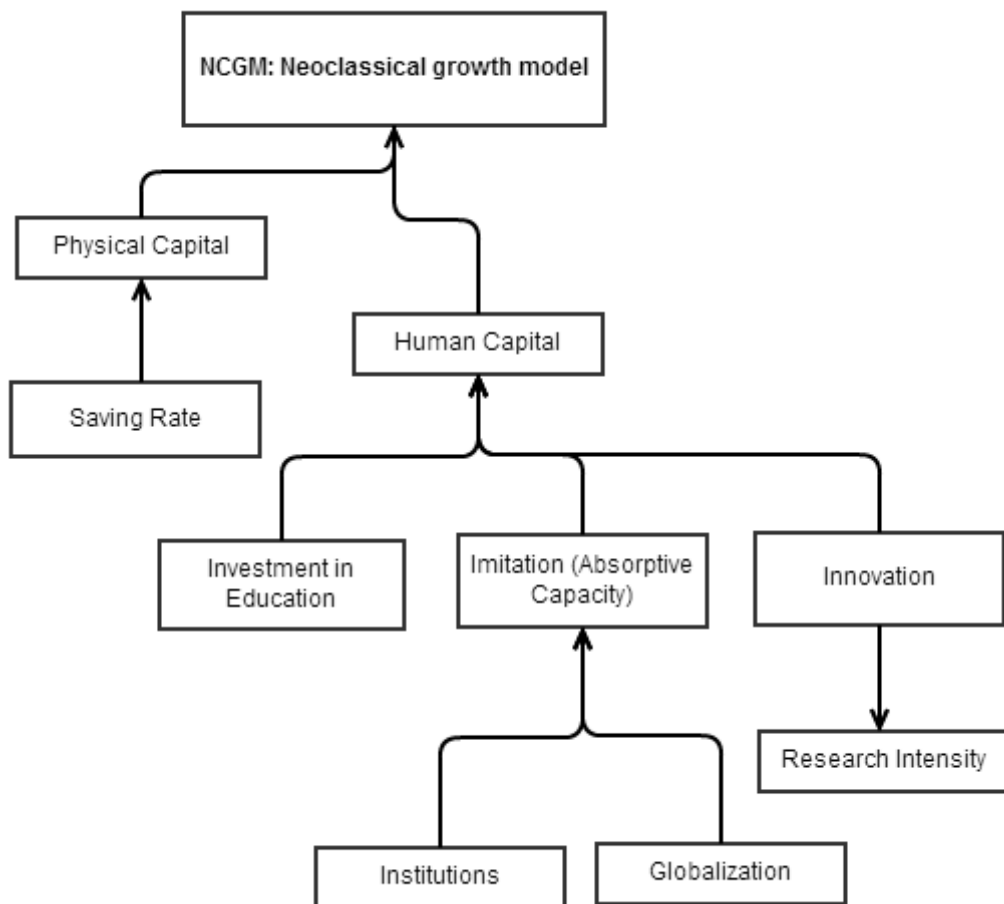 NCGM: Neoclassical growth model
Physical Capital
Human Capital
Saving Rate
Investment in
Education
Imitation (Absorptive
Capacity)
Innovation
Research Intensity
Institutions
Globalization